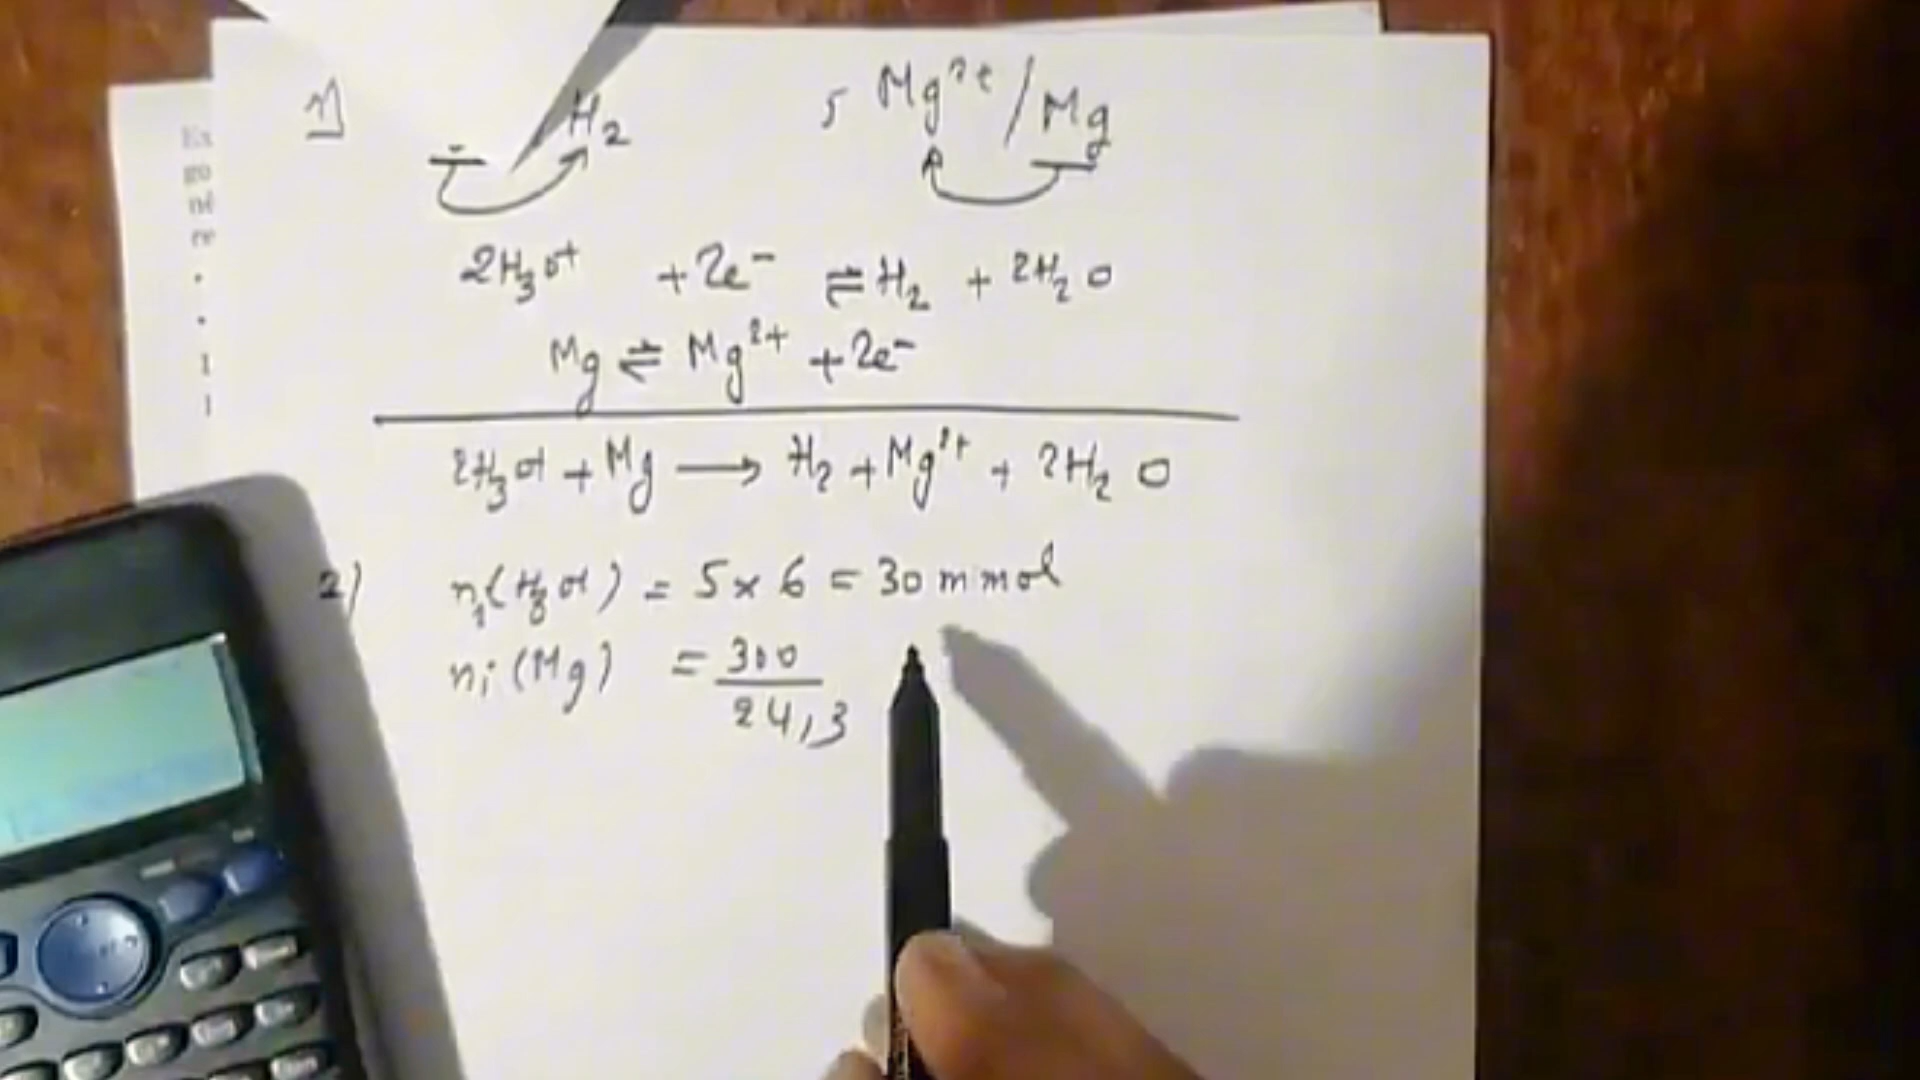 1)
H₂ , Mg²⁺/Mg
2H₃O⁺ +2e⁻ ⇌ H₂ + 2H₂O
Mg ⇌ Mg²⁺ +2e⁻
2H₃O⁺ + Mg ⟶ H₂ + Mg²⁺ + 2H₂O
2) nᵢ(H₃O⁺) = 5 × 6 = 30 mmol
nᵢ(Mg) = 300/24,3